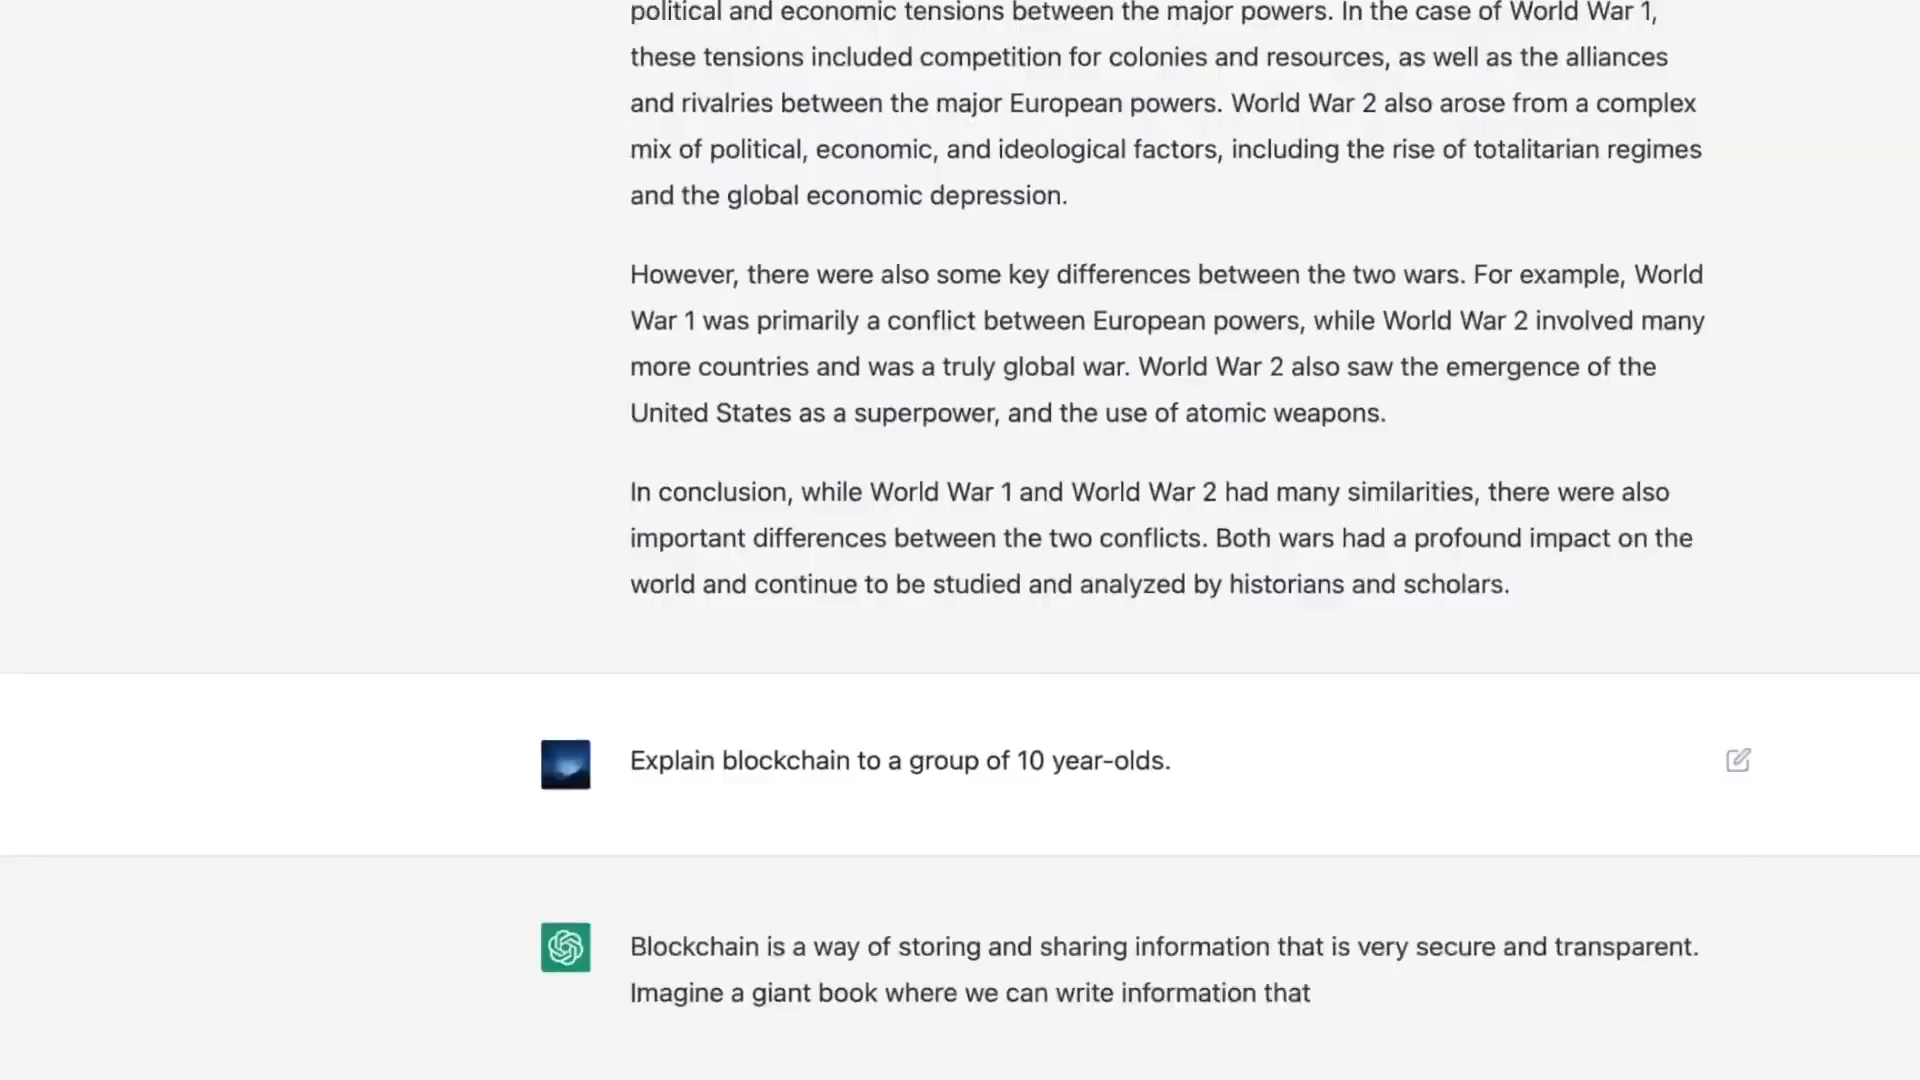 political and economic tensions between the major powers. In the case of World War 1,
these tensions included competition for colonies and resources, as well as the alliances
and rivalries between the major European powers. World War 2 also arose from a complex
mix of political, economic, and ideological factors, including the rise of totalitarian regimes
and the global economic depression.
However, there were also some key differences between the two wars. For example, World
War 1 was primarily a conflict between European powers, while World War 2 involved many
more countries and was a truly global war. World War 2 also saw the emergence of the
United States as a superpower, and the use of atomic weapons.
In conclusion, while World War 1 and World War 2 had many similarities, there were also
important differences between the two conflicts. Both wars had a profound impact on the
world and continue to be studied and analyzed by historians and scholars.
Explain blockchain to a group of 10 year-olds.
Blockchain is a way of storing and sharing information that is very secure and transparent.
Imagine a giant book where we can write information that